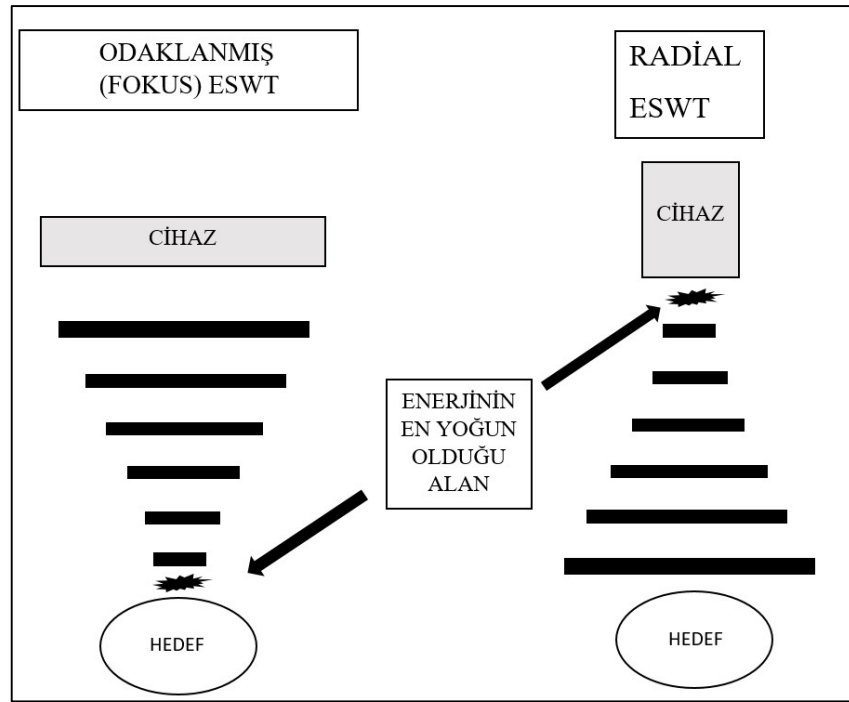 ODAKLANMIŞ
(FOKUS) ESWT
RADİAL
ESWT
CİHAZ
CİHAZ
ENERJİNİN
EN YOĞUN
OLDUĞU
ALAN
HEDEF
HEDEF